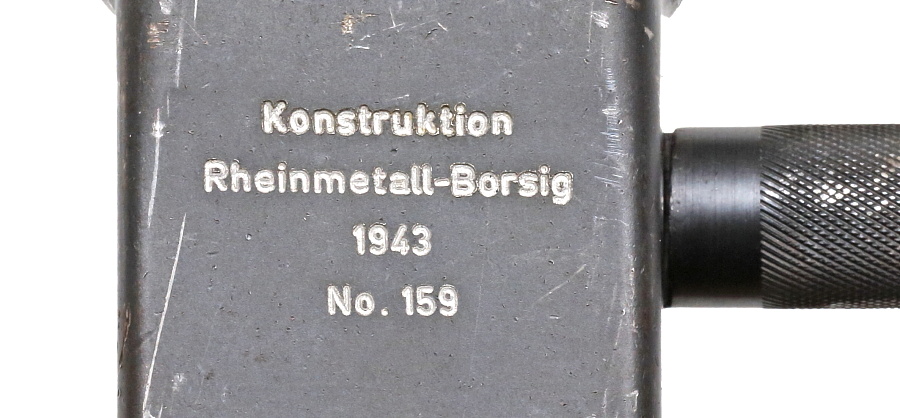 Konstruktion
Rheinmetall-Borsig
1943
No. 159